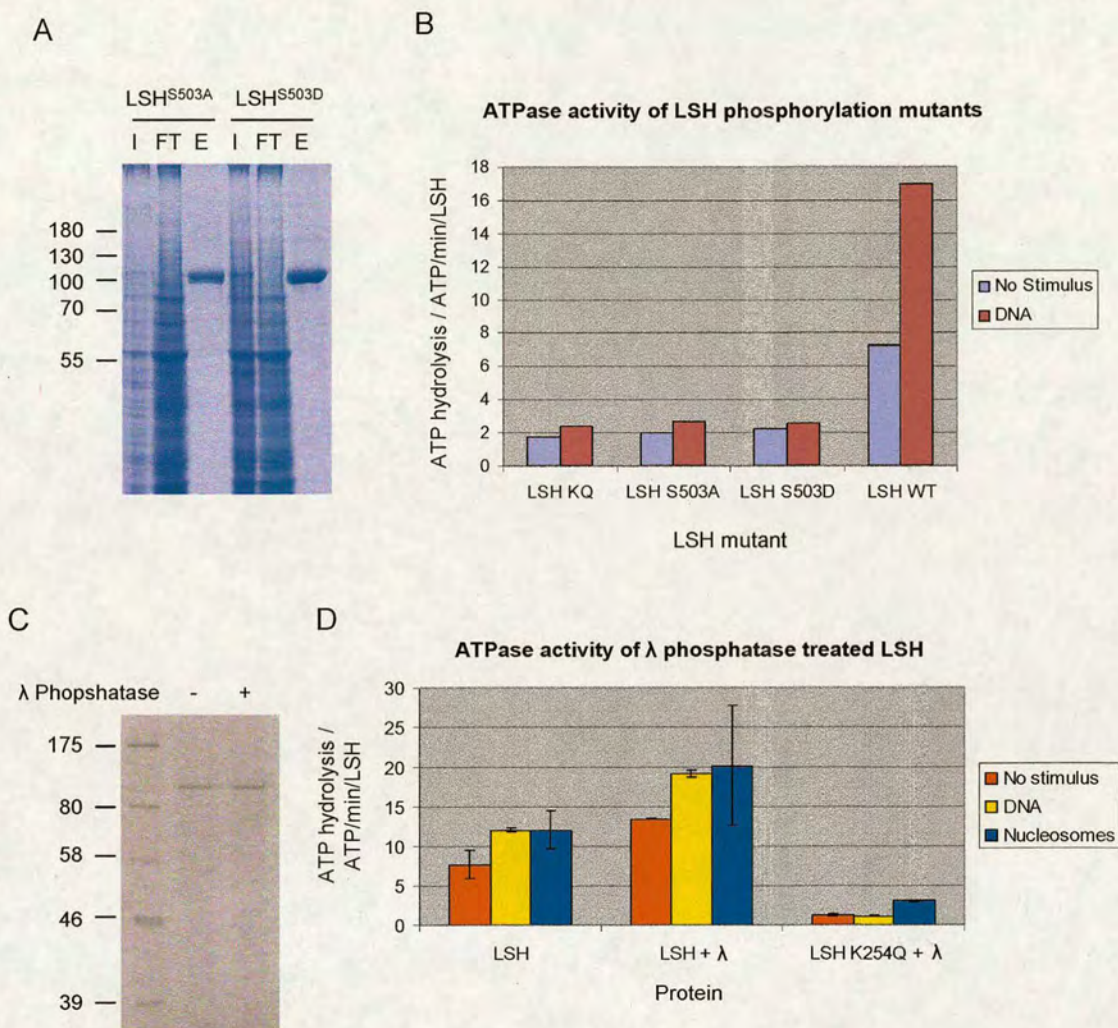 A
LSH^S503A LSH^S503D
I FT E I FT E
180
130
100
70
55
B
ATPase activity of LSH phosphorylation mutants
ATP hydrolysis / ATP/min/LSH
18
16
14
12
10
8
6
4
2
0
LSH KQ LSH S503A LSH S503D LSH WT
LSH mutant
No Stimulus
DNA
C
λ Phopshatase - +
175
80
58
46
39
D
ATPase activity of λ phosphatase treated LSH
ATP hydrolysis /
ATP/min/LSH
30
25
20
15
10
5
0
LSH LSH + λ LSH K254Q + λ
Protein
No stimulus
DNA
Nucleosomes